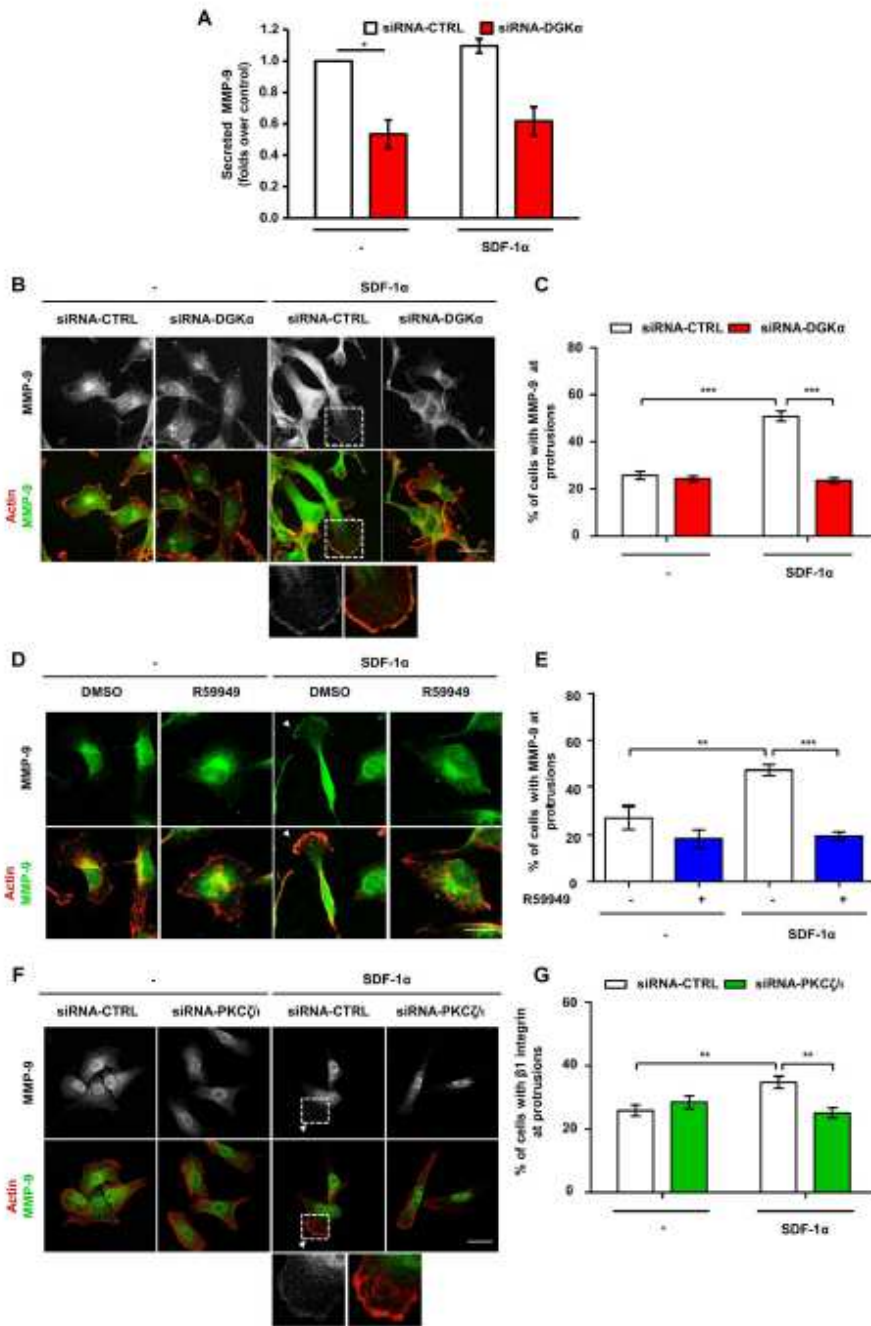 A
siRNA-CTRL siRNA-DGKα
*
Secreted MMP-9
(folds over control)
1.4
1.2
1.0
0.8
0.6
0.4
0.2
0.0
- SDF-1α
B
- SDF-1α
siRNA-CTRL siRNA-DGKα siRNA-CTRL siRNA-DGKα
MMP-9
Actin
MMP-9
C
siRNA-CTRL siRNA-DGKα
% of cells with MMP-9 at
protrusions
80
60
40
20
0
*** ***
- SDF-1α
D
- SDF-1α
DMSO R59949 DMSO R59949
MMP-9
Actin
MMP-9
E
% of cells with MMP-9 at
protrusions
80
60
40
20
0
** ***
R59949 - + - +
- SDF-1α
F
- SDF-1α
siRNA-CTRL siRNA-PKCζ/ι siRNA-CTRL siRNA-PKCζ/ι
MMP-9
Actin
MMP-9
G
siRNA-CTRL siRNA-PKCζ/ι
% of cells with β1 integrin
at protrusions
60
40
20
0
** **
- SDF-1α